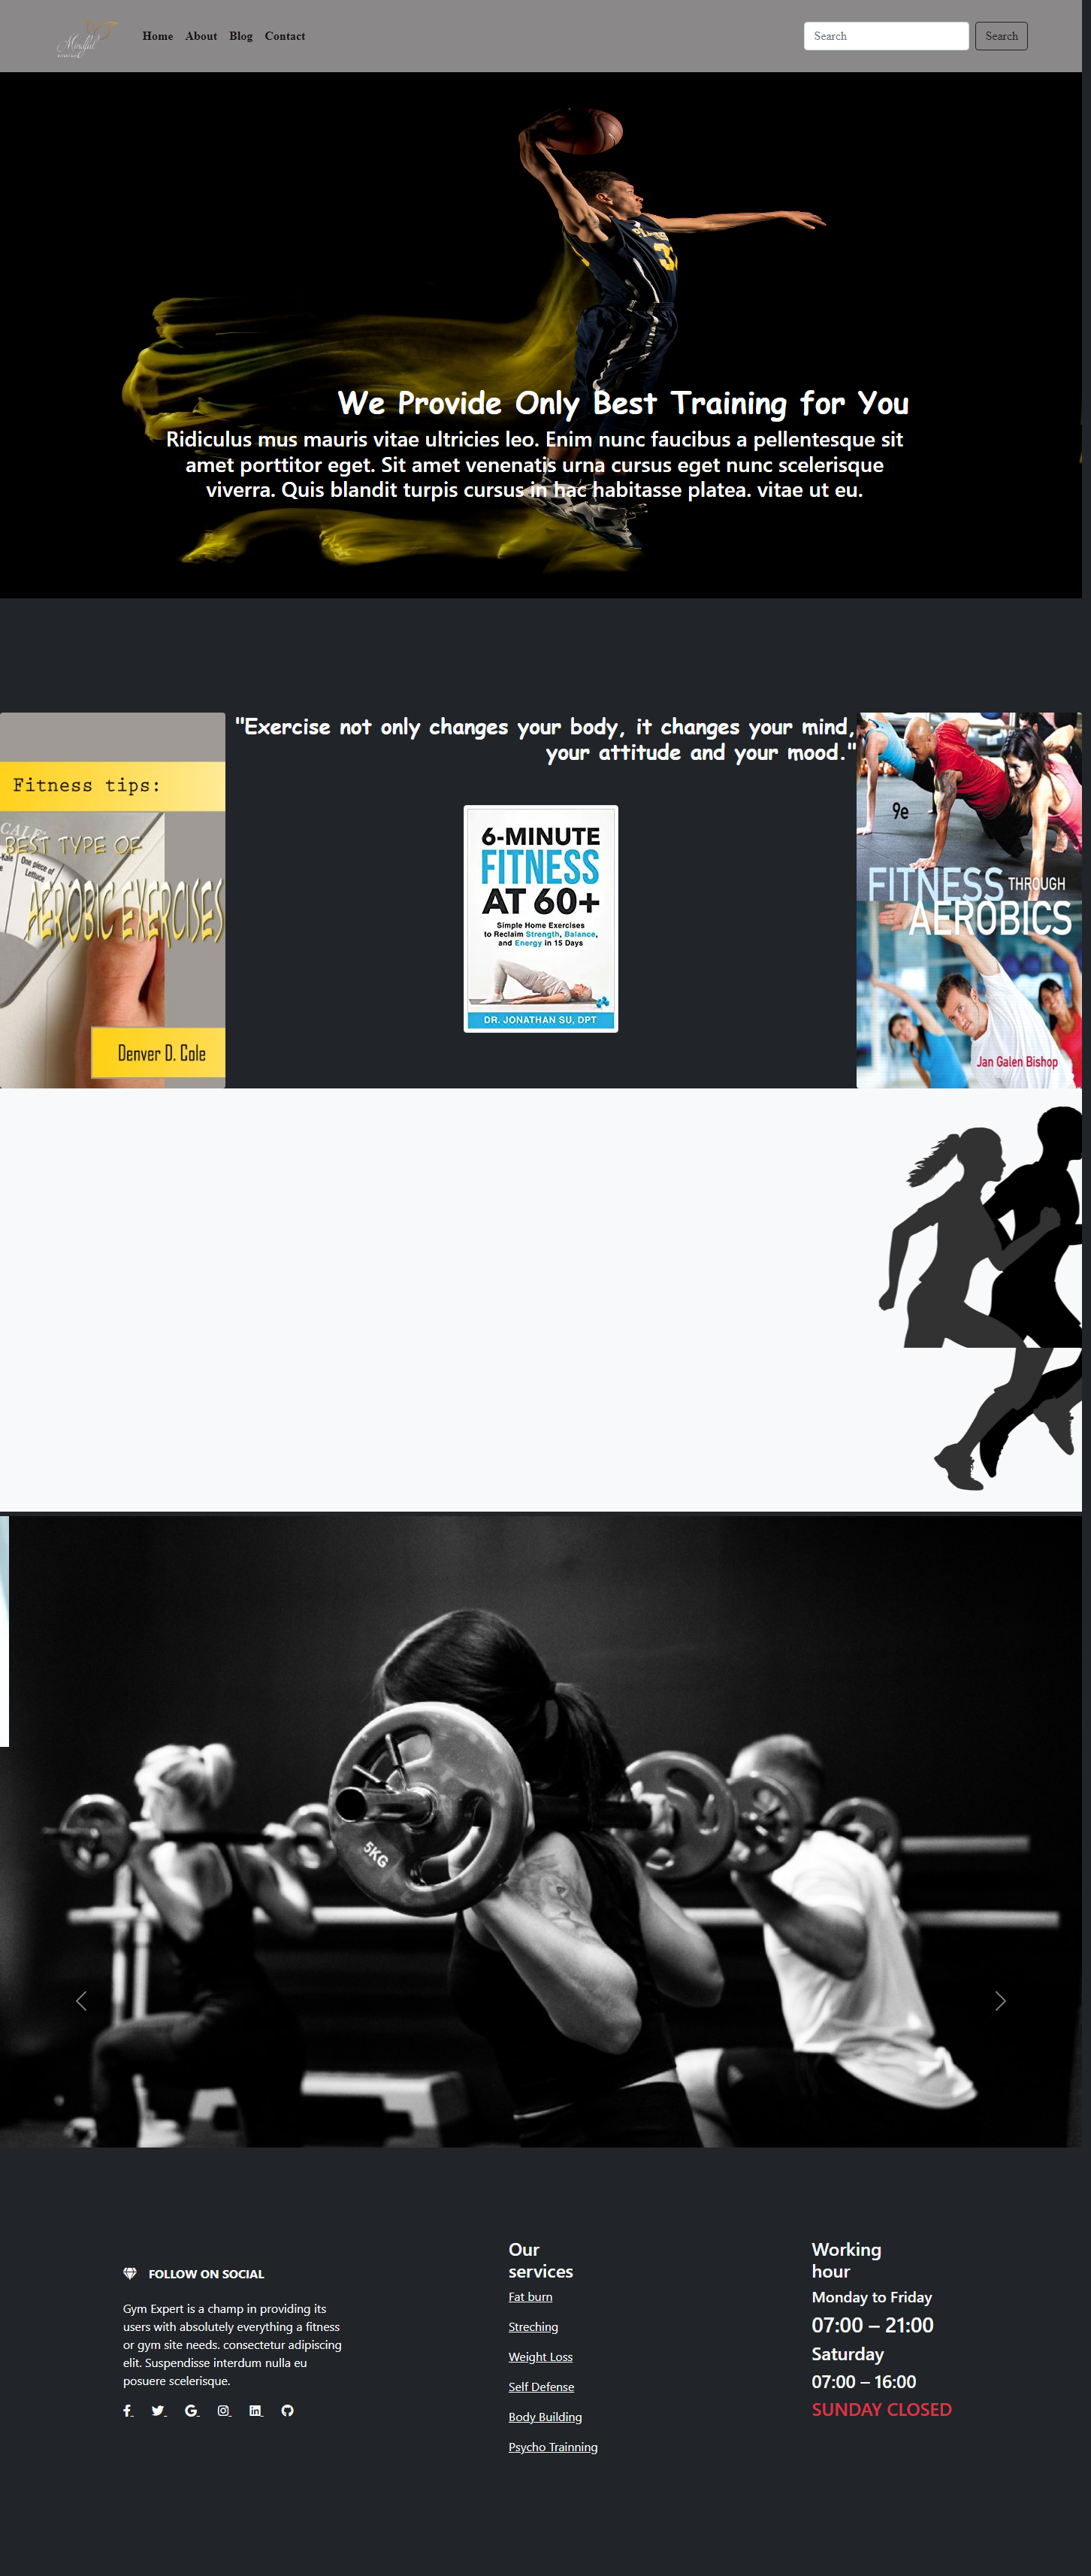 Mindful
Home About Blog Contact
Search
Search
We Provide Only Best Training for You
Ridiculus mus mauris vitae ultricies leo. Enim nunc faucibus a pellentesque sit
amet porttitor eget. Sit amet venenatis urna cursus eget nunc scelerisque
viverra. Quis blandit turpis cursus in hac habitasse platea. vitae ut eu.
"Exercise not only changes your body, it changes your mind,
your attitude and your mood."
Fitness tips:
CALE
Kale
One piece of
Lettuce
BEST TYPE OF
AEROBIC EXERCISES
Denver D. Cole
6-MINUTE
FITNESS
AT 60+
Simple Home Exercises
to Reclaim Strength, Balance,
and Energy in 15 Days
DR. JONATHAN SU, DPT
9e
FITNESS THROUGH
AEROBICS
Jan Galen Bishop
5KG
FOLLOW ON SOCIAL
Gym Expert is a champ in providing its
users with absolutely everything a fitness
or gym site needs. consectetur adipiscing
elit. Suspendisse interdum nulla eu
posuere scelerisque.
Our
services
Fat burn
Streching
Weight Loss
Self Defense
Body Building
Psycho Trainning
Working
hour
Monday to Friday
07:00 – 21:00
Saturday
07:00 – 16:00
SUNDAY CLOSED